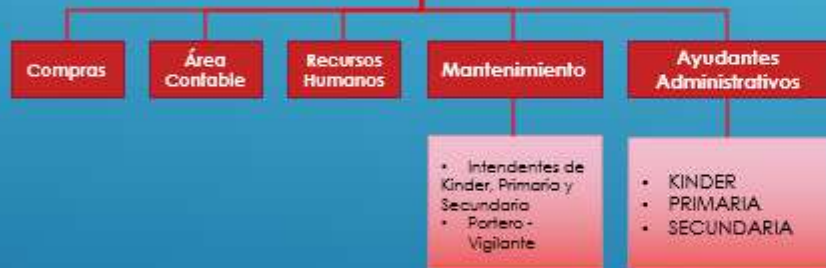 Compras
Área
Contable
Recursos
Humanos
Mantenimiento
Ayudantes
Administrativos
• Intendentes de
Kinder, Primaria y
Secundaria
• Portero -
Vigilante
• KINDER
• PRIMARIA
• SECUNDARIA